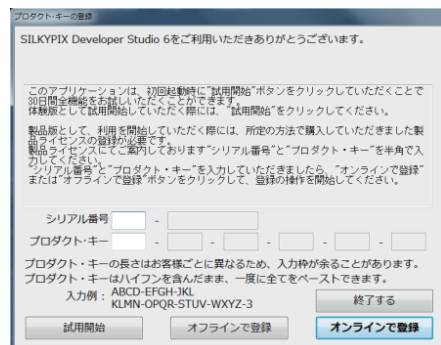 プロダクト・キーの登録
SILKYPIX Developer Studio 6をご利用いただきありがとうございます。
このアプリケーションは、初回起動時に"試用開始"ボタンをクリックしていただくことで
30日間全機能をお試しいただくことができます。
体験版として試用開始していただく際には、"試用開始"をクリックしてください。
製品版として、利用を開始していただく際には、所定の方法で購入していただきました製
品ライセンスの登録が必要です。
製品ライセンスにてご案内しております"シリアル番号"と"プロダクト・キー"を半角で入
力してください。
"シリアル番号"と"プロダクト・キー"を入力していただきましたら、"オンラインで登録"
または"オフラインで登録"ボタンをクリックして、登録の操作を開始してください。
シリアル番号 -
プロダクト・キー - - - - -
プロダクト・キーの長さはお客様ごとに異なるため、入力枠が余ることがあります。
プロダクト・キーはハイフンを含んだまま、一度に全てをペーストできます。
入力例 : ABCD-EFGH-JKL
KLMN-OPQR-STUV-WXYZ-3
終了する
試用開始 オフラインで登録 オンラインで登録